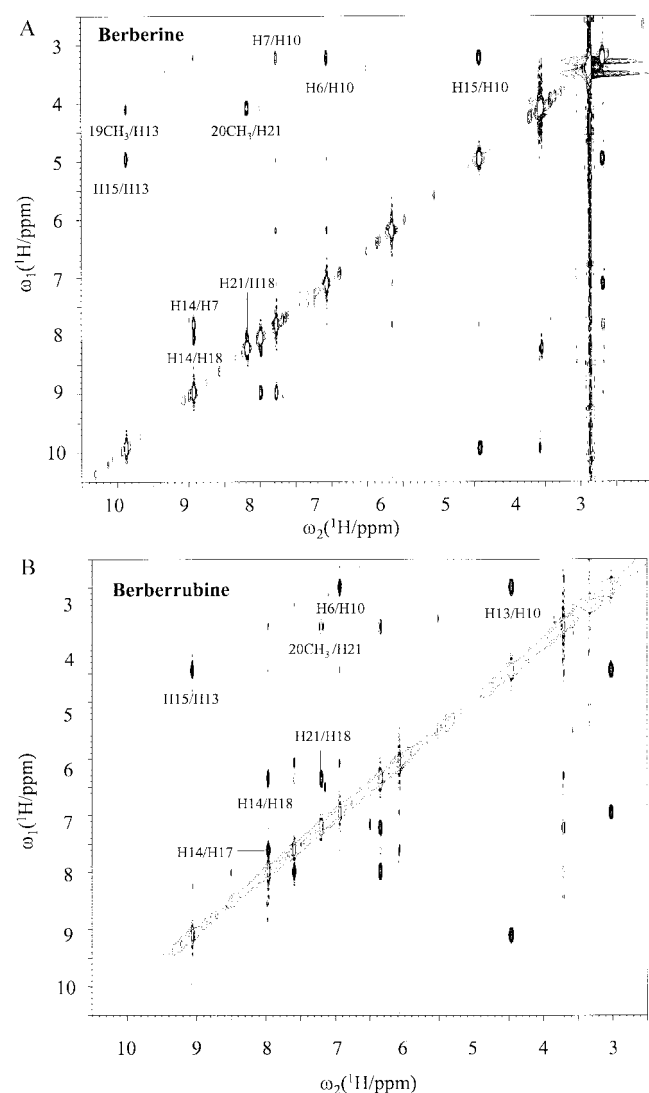 A
Berberine
H7/H10
H6/H10
H15/H10
19CH3/H13
20CH3/H21
H15/H13
H21/H18
H14/H7
H14/H18
3
4
5
6
7
8
9
10
ω1(1H/ppm)
10 9 8 7 6 5 4 3
ω2(1H/ppm)
B
Berberrubine
H6/H10
H13/H10
20CH3/H21
H15/H13
H21/H18
H14/H18
H14/H17
3
4
5
6
7
8
9
10
ω1(1H/ppm)
10 9 8 7 6 5 4 3
ω2(1H/ppm)